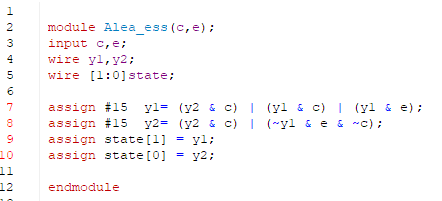 1
2 module Alea_ess(c,e);
3 input c,e;
4 wire y1,y2;
5 wire [1:0]state;
6
7 assign #15  y1= (y2 & c) | (y1 & c) | (y1 & e);
8 assign #15  y2= (y2 & c) | (~y1 & e & ~c);
9 assign state[1] = y1;
10 assign state[0] = y2;
11
12 endmodule